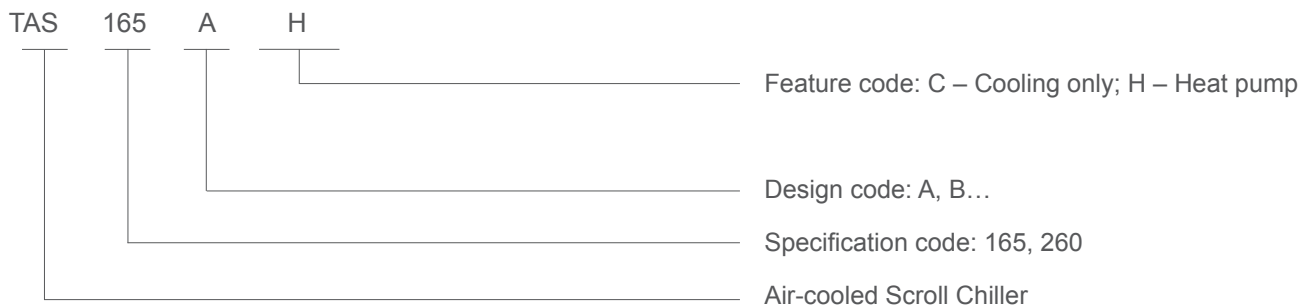 TAS 165 A H
Feature code: C – Cooling only; H – Heat pump
Design code: A, B…
Specification code: 165, 260
Air-cooled Scroll Chiller